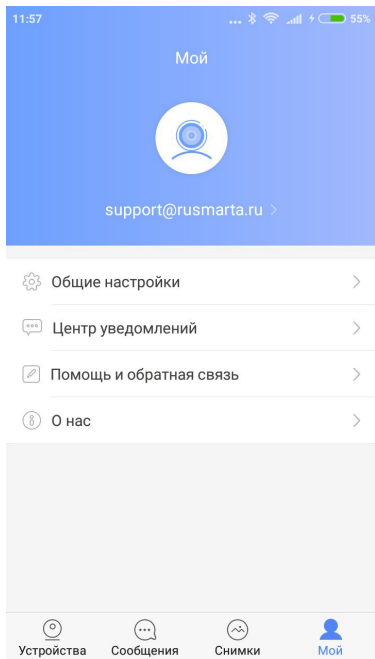 11:57 ... 55%
Мой
support@rusmarta.ru >
Общие настройки
Центр уведомлений
Помощь и обратная связь
О нас
Устройства Сообщения Снимки Мой